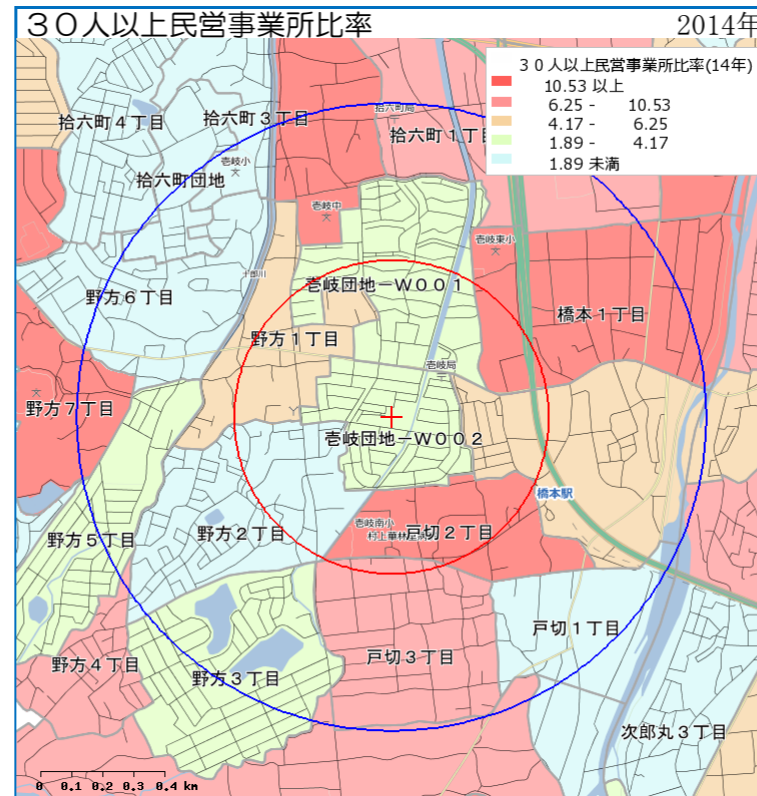 ３０人以上民営事業所比率
2014年
３０人以上民営事業所比率(14年)
10.53 以上
6.25 - 10.53
4.17 - 6.25
1.89 - 4.17
1.89 未満
拾六町局
拾六町４丁目
拾六町３丁目
拾六町１丁目
壱岐小
拾六町団地
壱岐中
壱岐東小
十郎川
壱岐団地－Ｗ００１
野方６丁目
橋本１丁目
野方１丁目
壱岐局
野方７丁目
壱岐団地－Ｗ００２
橋本駅
壱岐南小
野方２丁目
戸切２丁目
野方５丁目
戸切１丁目
戸切３丁目
野方４丁目
野方３丁目
次郎丸３丁目
0 0.1 0.2 0.3 0.4 km